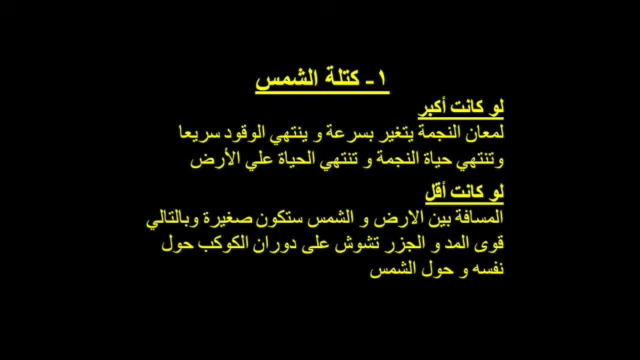 ١- كتلة الشمس
لو كانت أكبر
لمعان النجمة يتغير بسرعة و ينتهي الوقود سريعا
وتنتهي حياة النجمة و تنتهي الحياة علي الأرض
لو كانت أقل
المسافة بين الارض و الشمس ستكون صغيرة وبالتالي
قوى المد و الجزر تشوش على دوران الكوكب حول
نفسه و حول الشمس